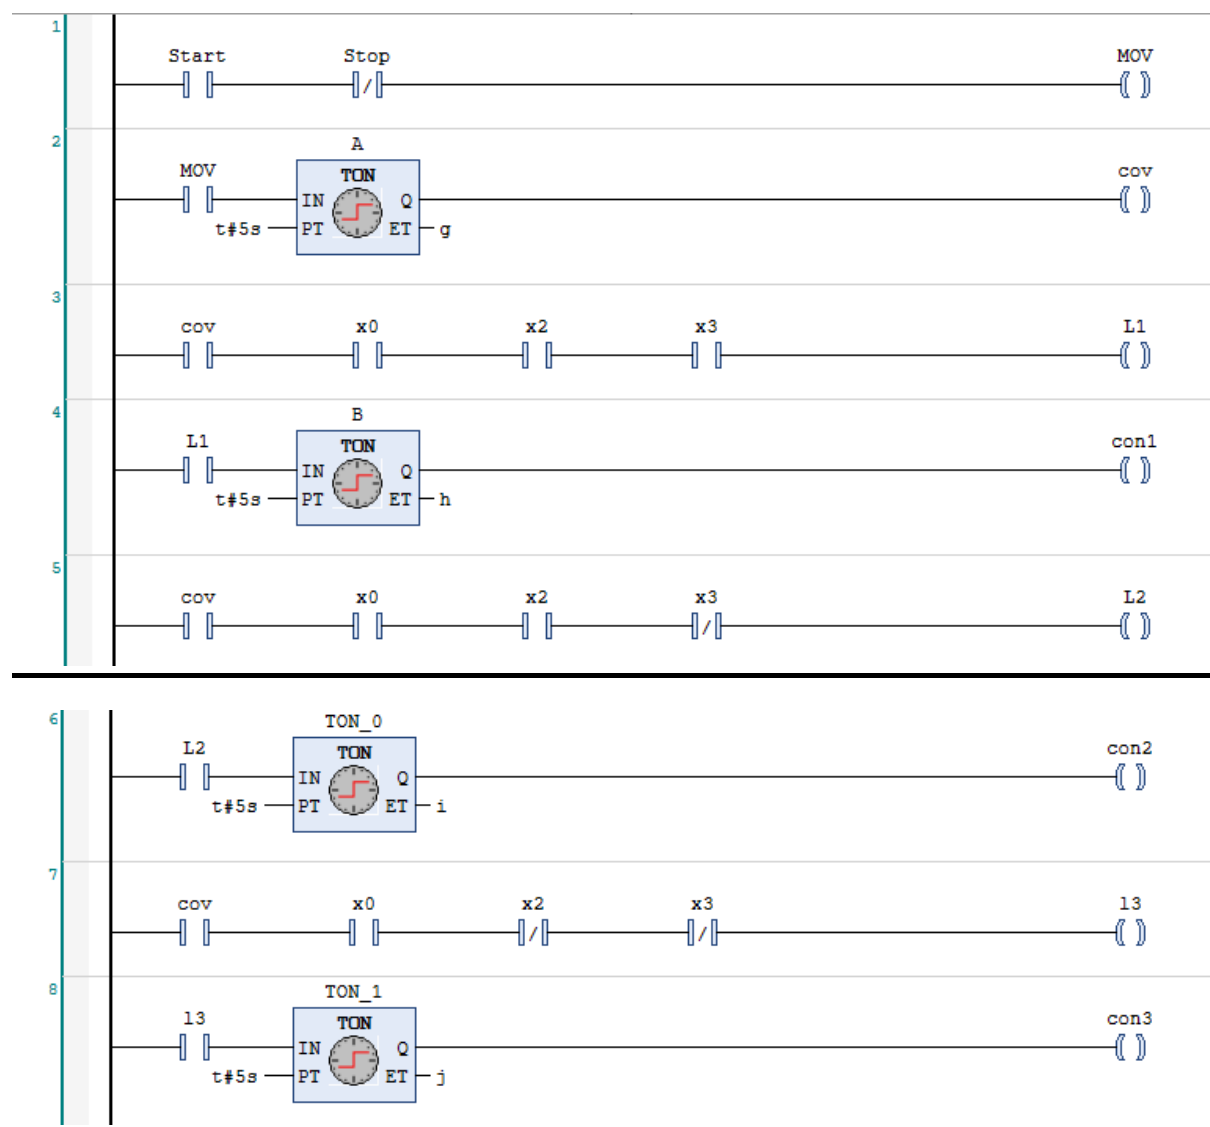 1
Start Stop MOV
2
A
MOV TON cov
IN Q
t#5s PT ET g
3
cov x0 x2 x3 L1
4
B
L1 TON con1
IN Q
t#5s PT ET h
5
cov x0 x2 x3 L2
6
TON_0
L2 TON con2
IN Q
t#5s PT ET i
7
cov x0 x2 x3 l3
8
TON_1
l3 TON con3
IN Q
t#5s PT ET j